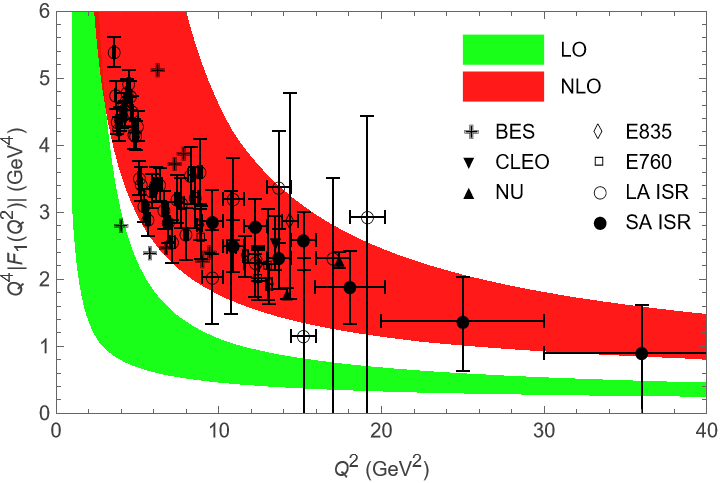 6
5
4
3
2
1
0
0
10
20
30
40
Q⁴|F₁(Q²)| (GeV⁴)
Q² (GeV²)
LO
NLO
BES E835
CLEO E760
NU LA ISR
SA ISR